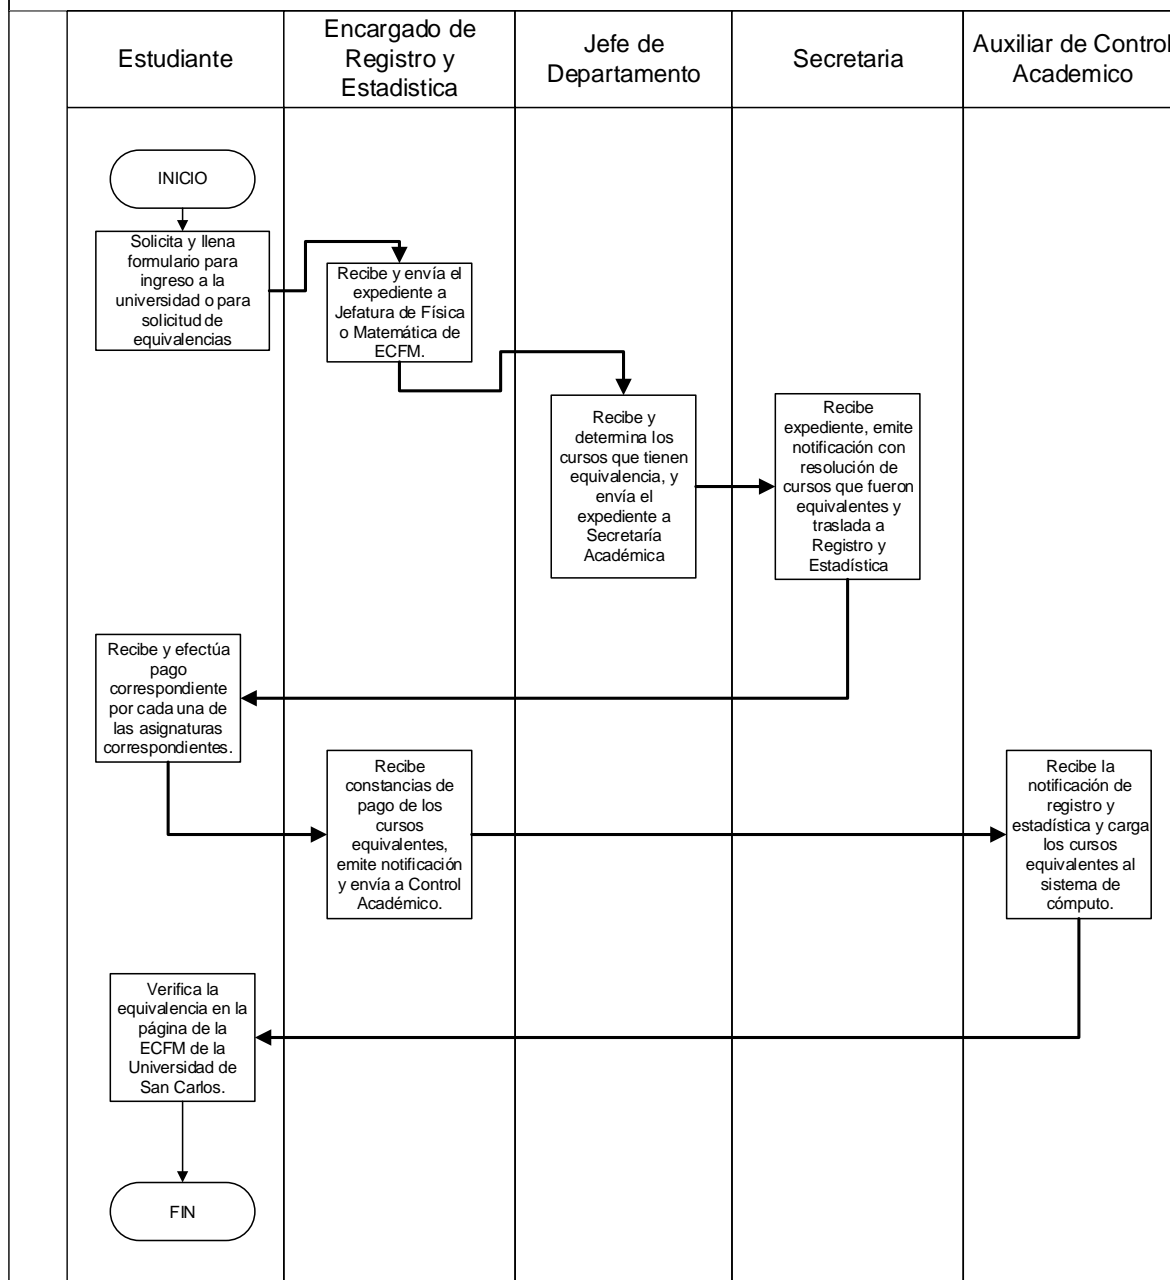 Estudiante
Encargado de
Registro y
Estadistica
Jefe de
Departamento
Secretaria
Auxiliar de Control
Academico
INICIO
Solicita y llena
formulario para
ingreso a la
universidad o para
solicitud de
equivalencias
Recibe y envía el
expediente a
Jefatura de Física
o Matemática de
ECFM.
Recibe y
determina los
cursos que tienen
equivalencia, y
envía el
expediente a
Secretaría
Académica
Recibe
expediente, emite
notificación con
resolución de
cursos que fueron
equivalentes y
traslada a
Registro y
Estadística
Recibe y efectúa
pago
correspondiente
por cada una de
las asignaturas
correspondientes.
Recibe
constancias de
pago de los
cursos
equivalentes,
emite notificación
y envía a Control
Académico.
Recibe la
notificación de
registro y
estadística y carga
los cursos
equivalentes al
sistema de
cómputo.
Verifica la
equivalencia en la
página de la
ECFM de la
Universidad de
San Carlos.
FIN